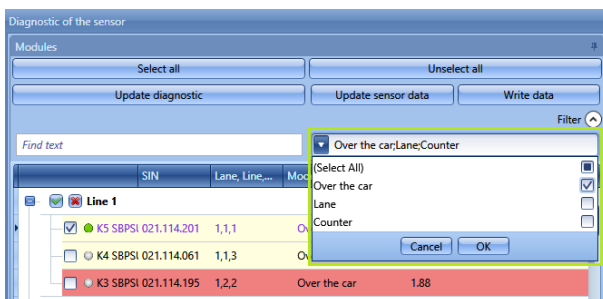 Diagnostic of the sensor
Modules
Select all Unselect all
Update diagnostic Update sensor data Write data
Filter
Find text Over the car;Lane;Counter
(Select All)
Over the car
Lane
Counter
Cancel OK
SIN Lane, Line,...
Line 1
K5 SBPSI 021.114.201 1,1,1
K4 SBPSI 021.114.061 1,1,3
K3 SBPSI 021.114.195 1,2,2 Over the car 1.88